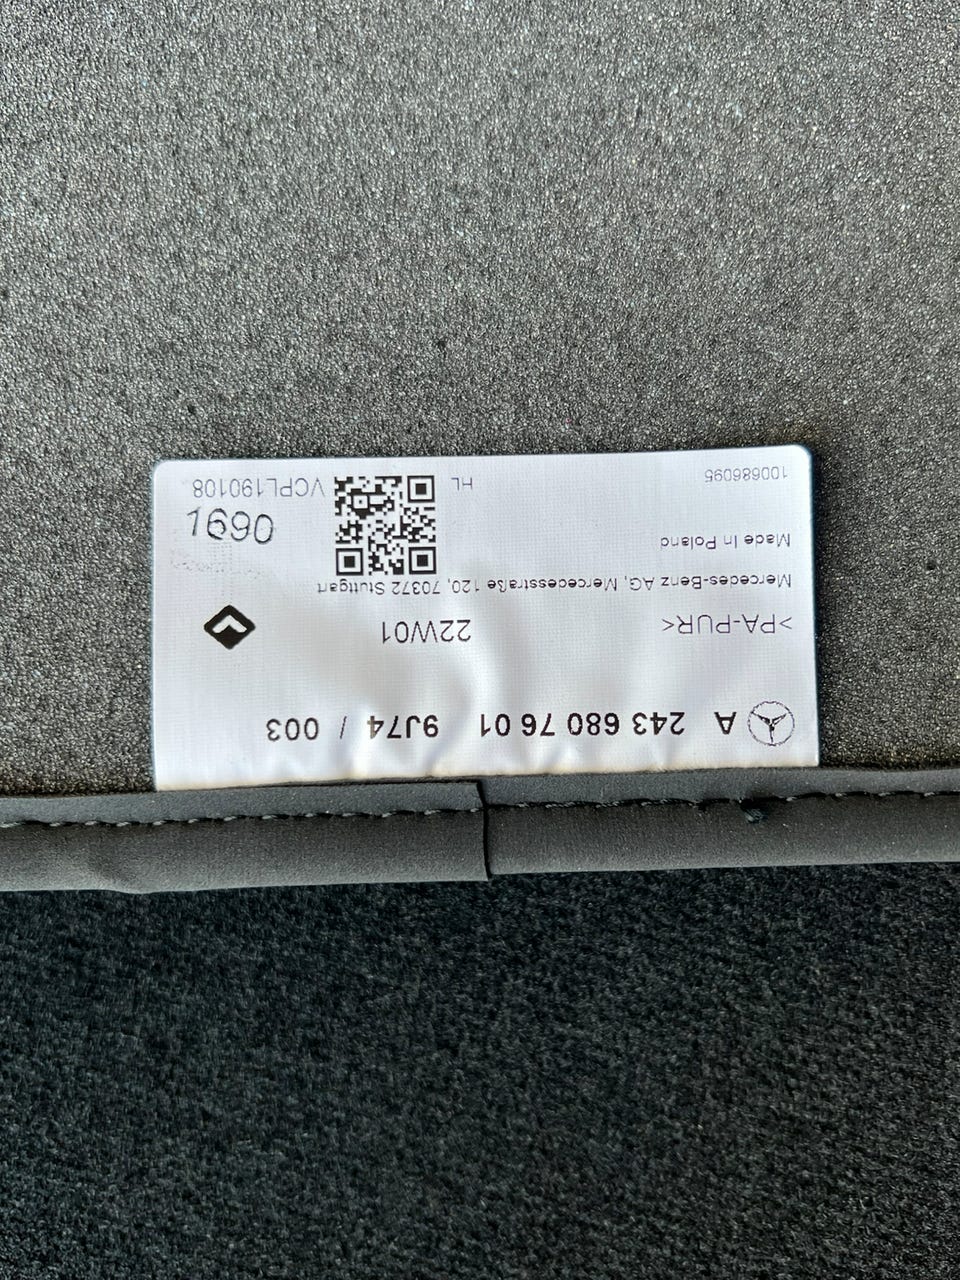 A 243 680 76 01 9J74 / 003
>PA-PUR< 22W01
Mercedes-Benz AG, Mercedesstraße 120, 70372 Stuttgart
Made In Poland
1690
100686095 HL VCPL190108